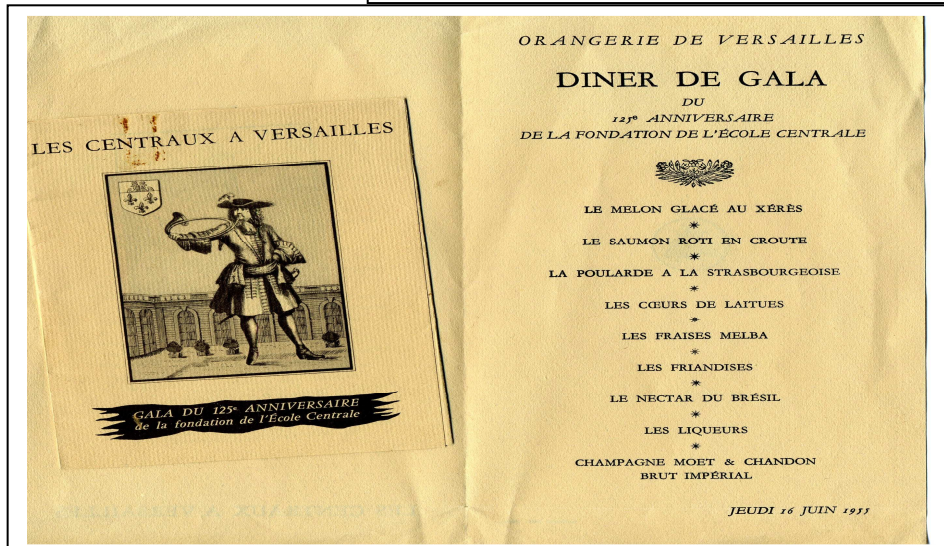 LES CENTRAUX A VERSAILLES
GALA DU 125e ANNIVERSAIRE
de la fondation de l'École Centrale
ORANGERIE DE VERSAILLES
DINER DE GALA
DU
125e ANNIVERSAIRE
DE LA FONDATION DE L'ÉCOLE CENTRALE
LE MELON GLACÉ AU XÉRÈS
LE SAUMON ROTI EN CROUTE
LA POULARDE A LA STRASBOURGEOISE
LES CŒURS DE LAITUES
LES FRAISES MELBA
LES FRIANDISES
LE NECTAR DU BRÉSIL
LES LIQUEURS
CHAMPAGNE MOET & CHANDON
BRUT IMPÉRIAL
JEUDI 16 JUIN 1955